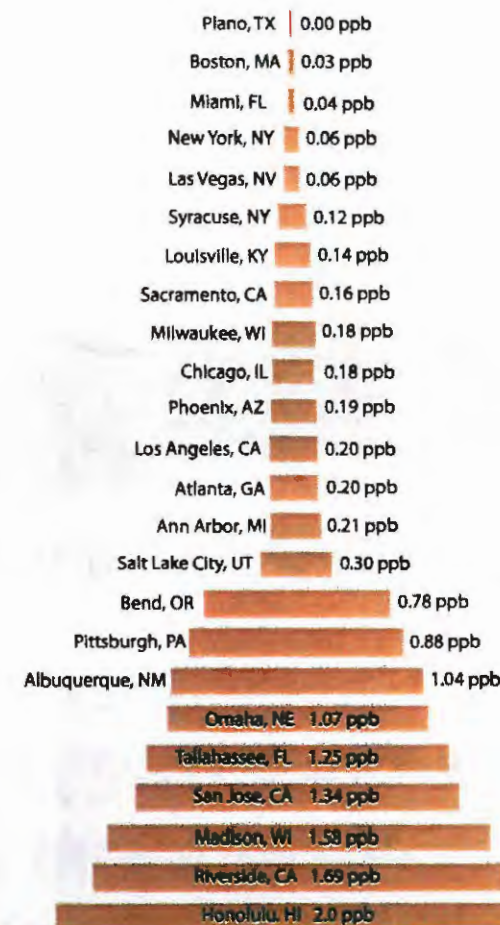 Plano, TX 0.00 ppb
Boston, MA 0.03 ppb
Miami, FL 0.04 ppb
New York, NY 0.06 ppb
Las Vegas, NV 0.06 ppb
Syracuse, NY 0.12 ppb
Louisville, KY 0.14 ppb
Sacramento, CA 0.16 ppb
Milwaukee, WI 0.18 ppb
Chicago, IL 0.18 ppb
Phoenix, AZ 0.19 ppb
Los Angeles, CA 0.20 ppb
Atlanta, GA 0.20 ppb
Ann Arbor, MI 0.21 ppb
Salt Lake City, UT 0.30 ppb
Bend, OR 0.78 ppb
Pittsburgh, PA 0.88 ppb
Albuquerque, NM 1.04 ppb
Omaha, NE 1.07 ppb
Tallahassee, FL 1.25 ppb
San Jose, CA 1.34 ppb
Madison, WI 1.58 ppb
Riverside, CA 1.69 ppb
Honolulu, HI 2.0 ppb